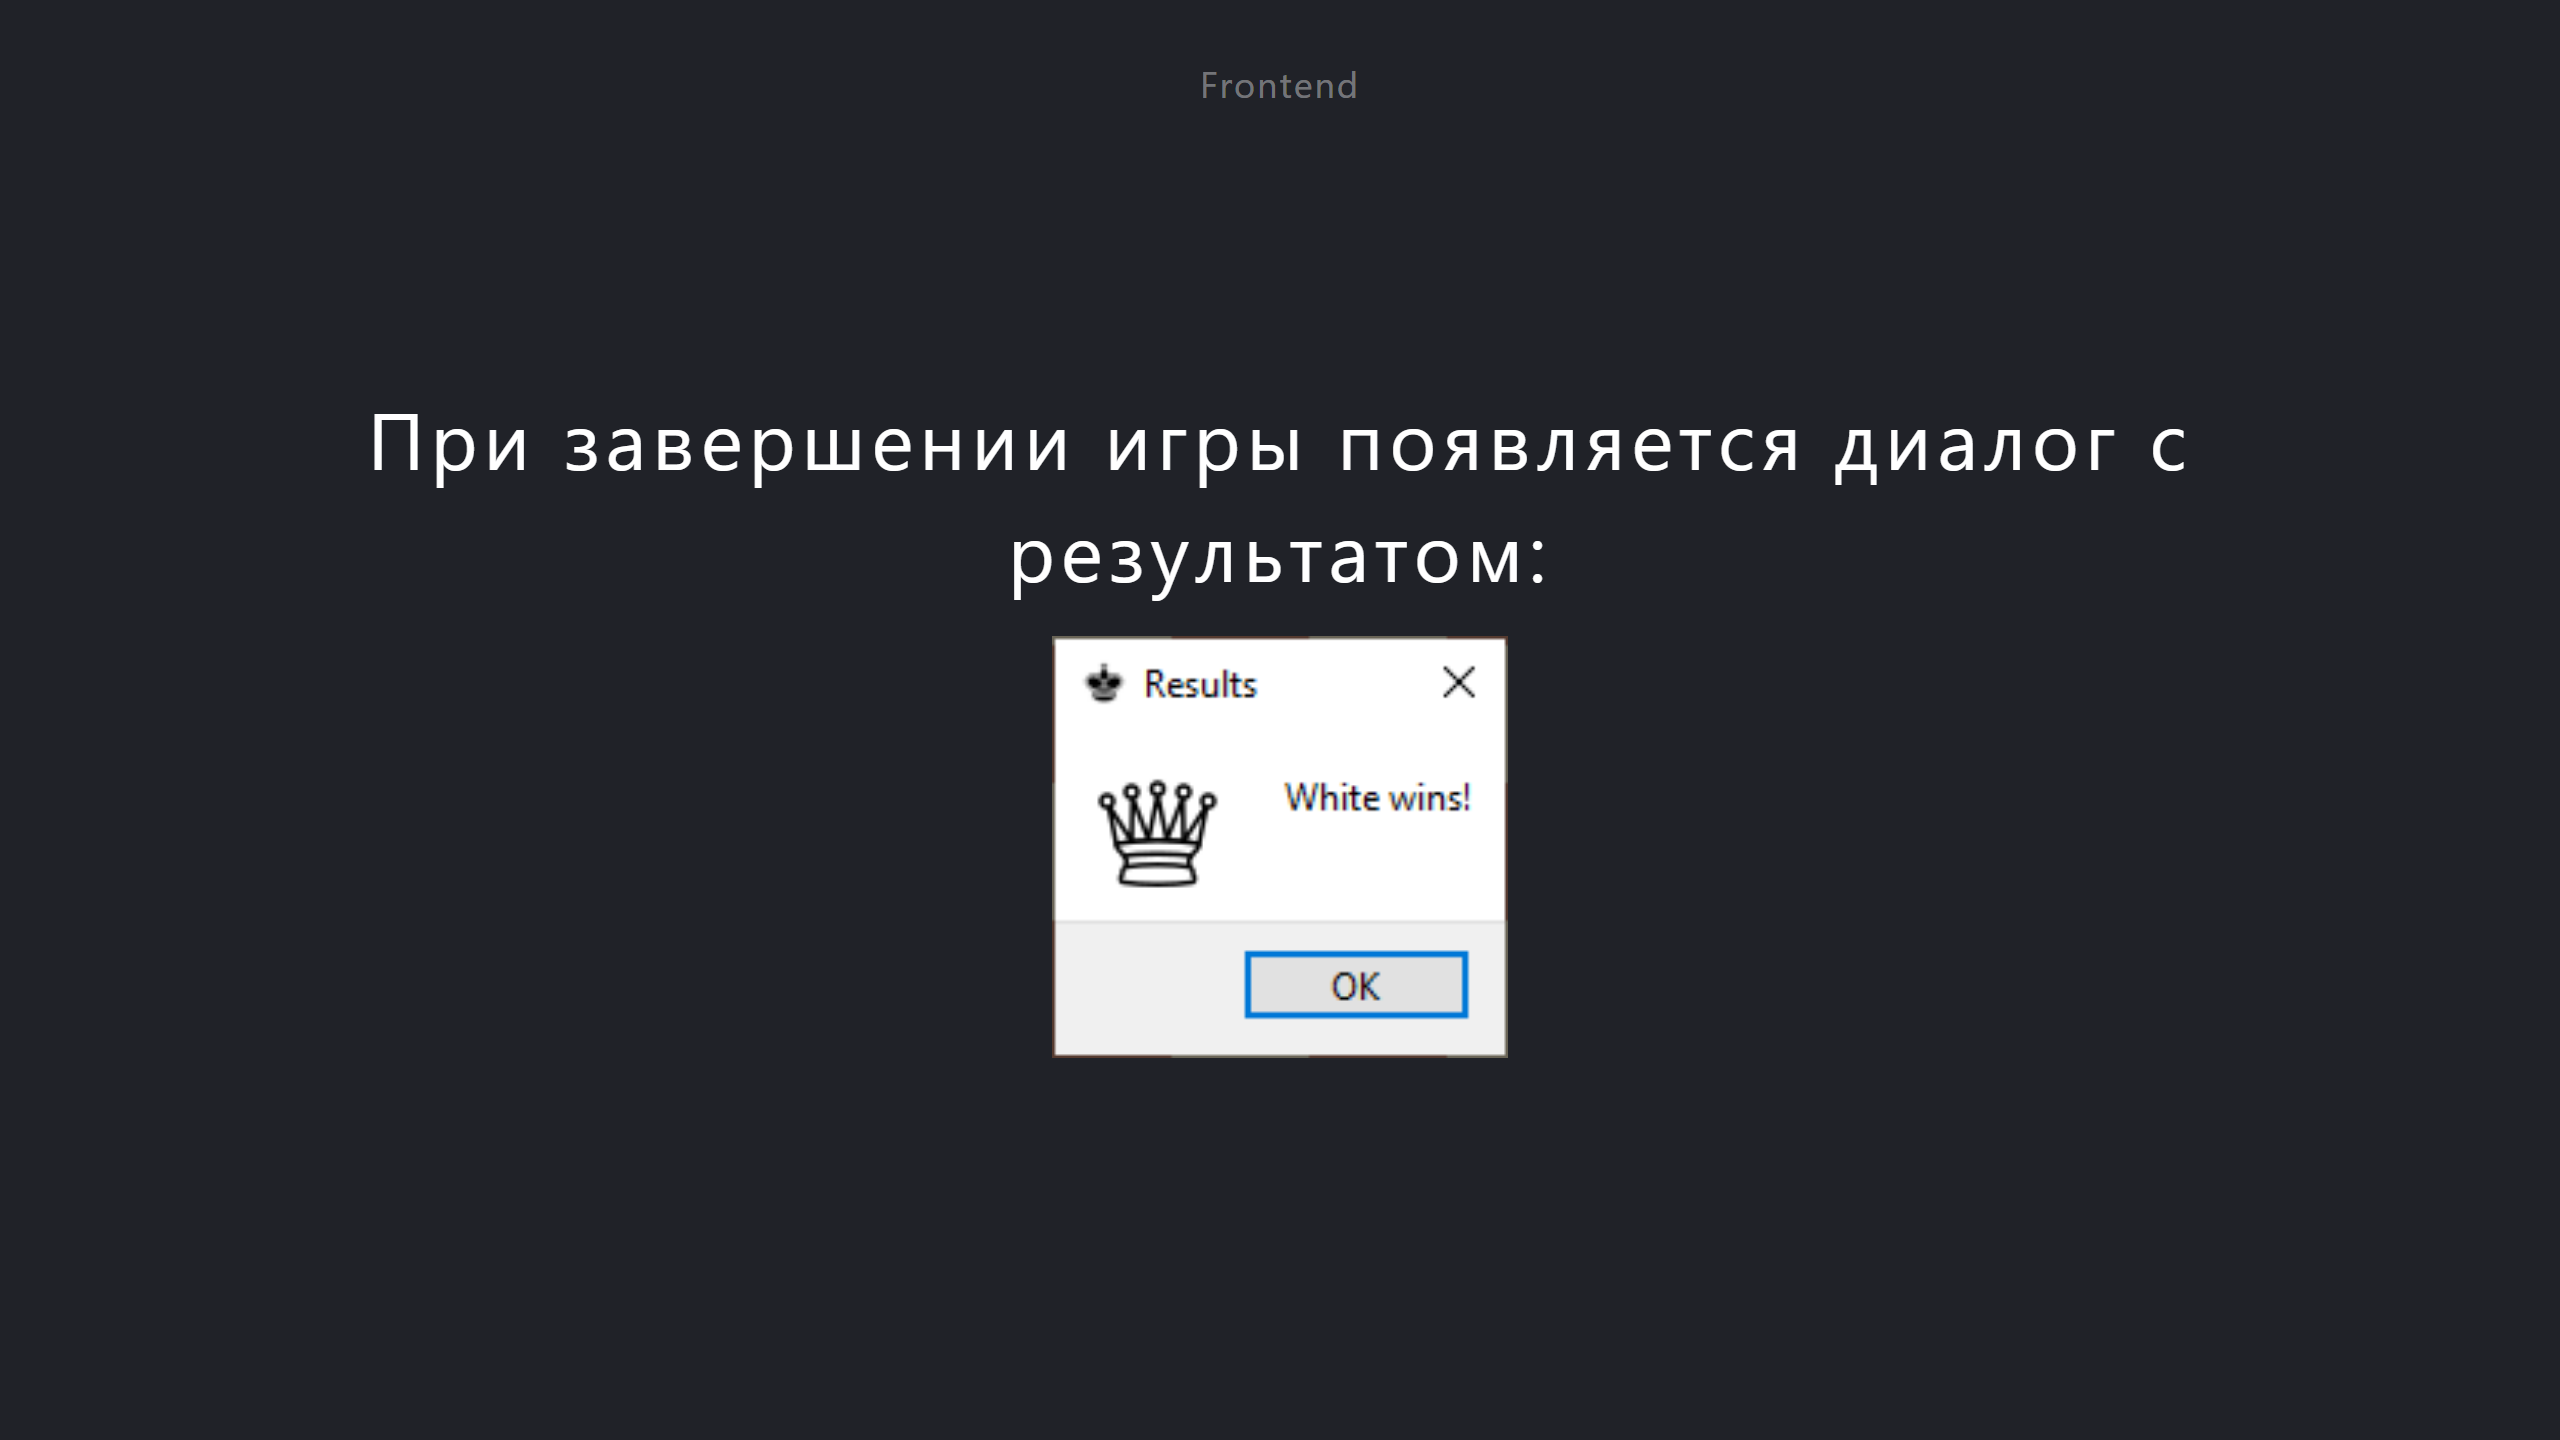 Frontend
При завершении игры появляется диалог с
результатом:
Results
White wins!
OK